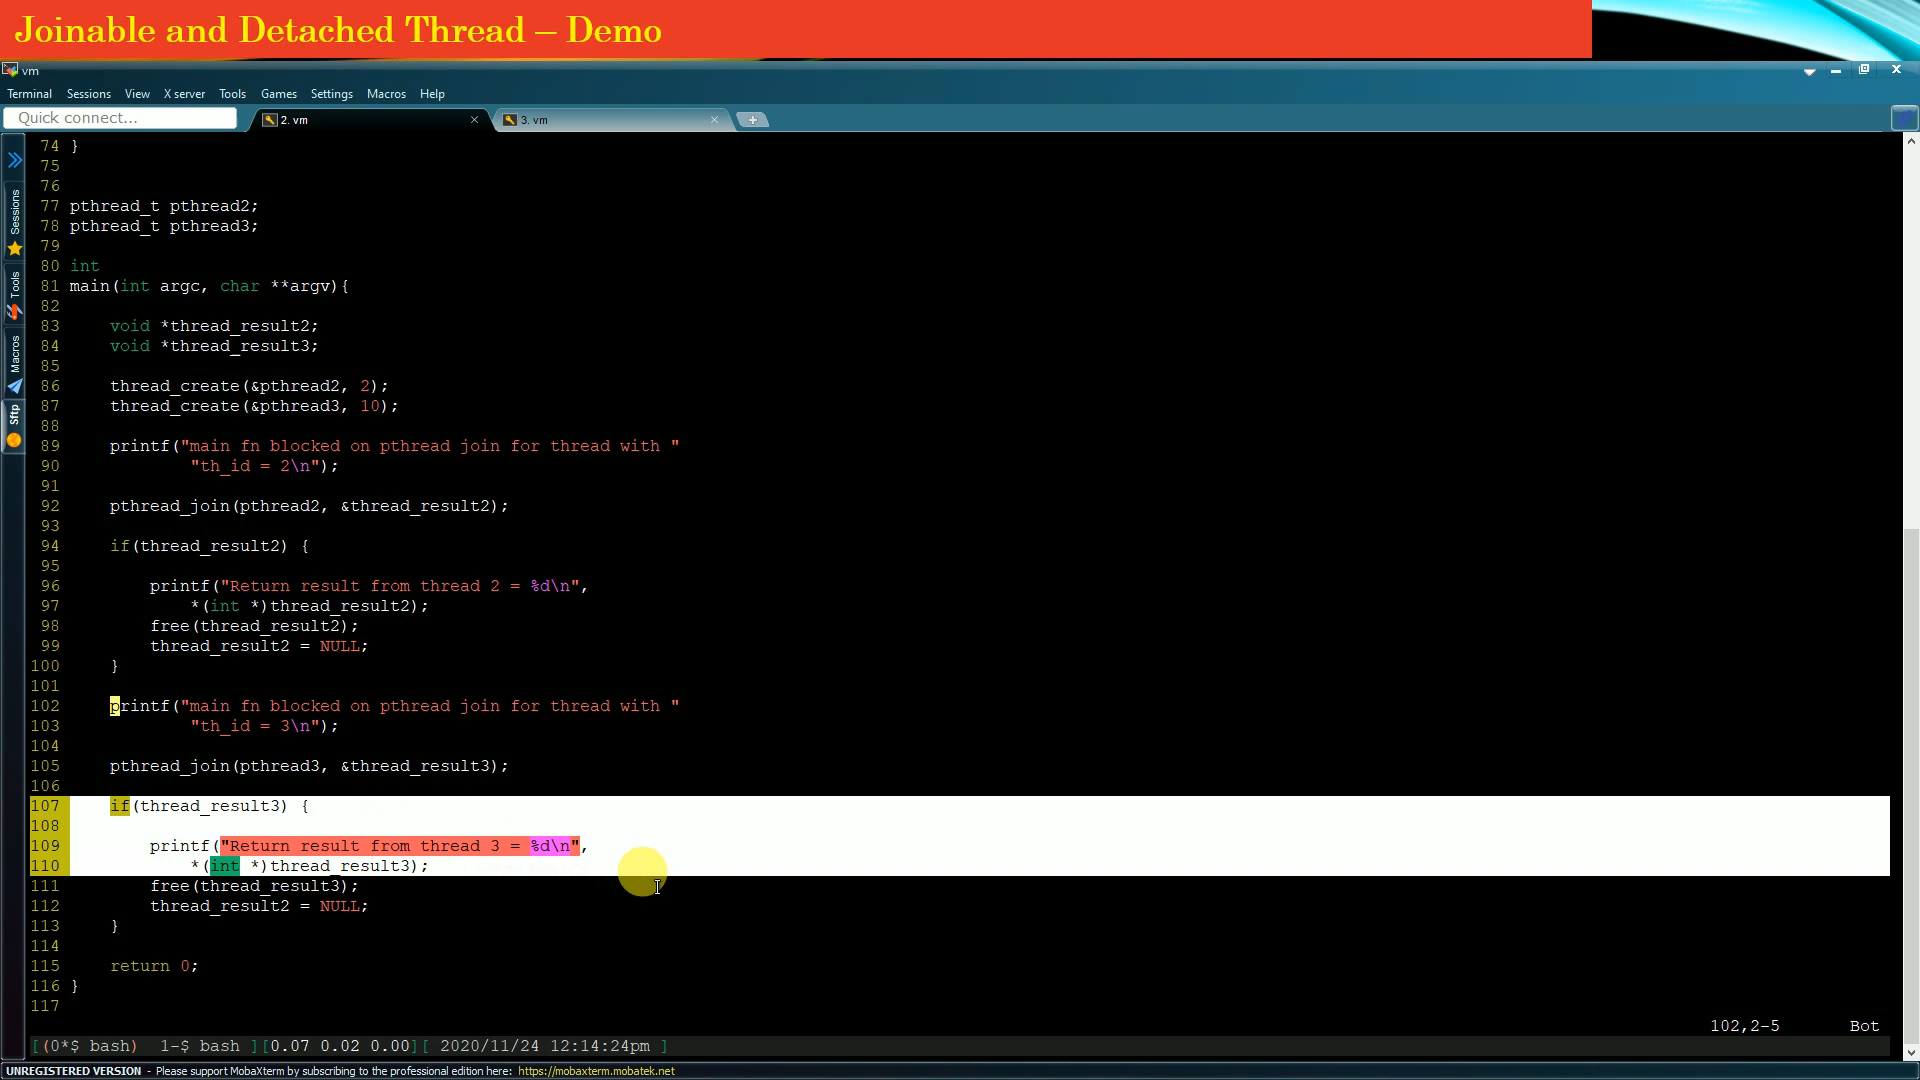 Joinable and Detached Thread – Demo
vm
Terminal Sessions View X server Tools Games Settings Macros Help
Quick connect...
2. vm
3. vm
Sessions
Tools
Macros
Sftp
74 }
75
76
77 pthread_t pthread2;
78 pthread_t pthread3;
79
80 int
81 main(int argc, char **argv){
82
83     void *thread_result2;
84     void *thread_result3;
85
86     thread_create(&pthread2, 2);
87     thread_create(&pthread3, 10);
88
89     printf("main fn blocked on pthread join for thread with "
90             "th_id = 2\n");
91
92     pthread_join(pthread2, &thread_result2);
93
94     if(thread_result2) {
95
96         printf("Return result from thread 2 = %d\n",
97             *(int *)thread_result2);
98         free(thread_result2);
99         thread_result2 = NULL;
100     }
101
102     printf("main fn blocked on pthread join for thread with "
103             "th_id = 3\n");
104
105     pthread_join(pthread3, &thread_result3);
106
107     if(thread_result3) {
108
109         printf("Return result from thread 3 = %d\n",
110             *(int *)thread_result3);
111         free(thread_result3);
112         thread_result2 = NULL;
113     }
114
115     return 0;
116 }
117
102,2-5 Bot
[(0*$ bash)  1-$ bash ][0.07 0.02 0.00][ 2020/11/24 12:14:24pm ]
UNREGISTERED VERSION - Please support MobaXterm by subscribing to the professional edition here: https://mobaxterm.mobatek.net